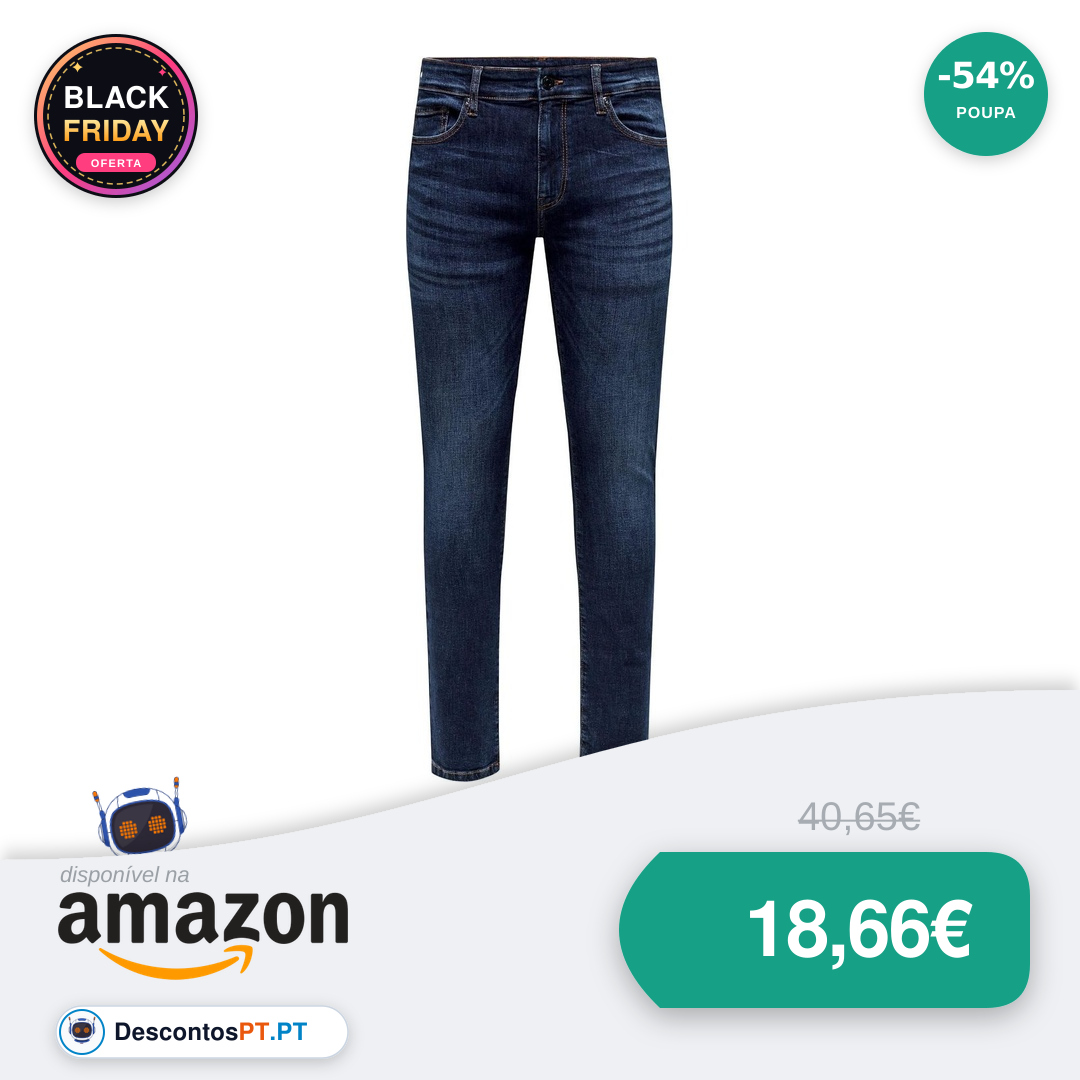 BLACK
FRIDAY
OFERTA
-54%
POUPA
40,65€
18,66€
disponível na
amazon
DescontosPT.PT